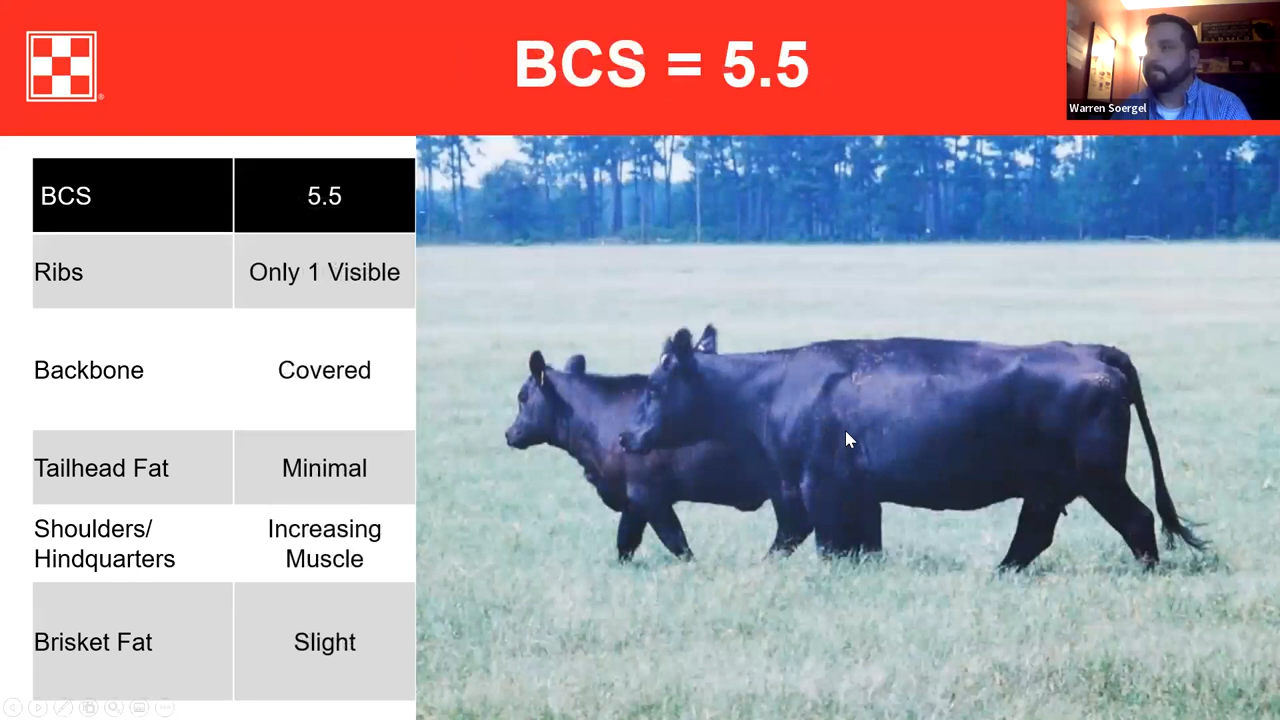 BCS = 5.5
Warren Soergel
BCS 5.5
Ribs Only 1 Visible
Backbone Covered
Tailhead Fat Minimal
Shoulders/ Increasing
Hindquarters Muscle
Brisket Fat Slight